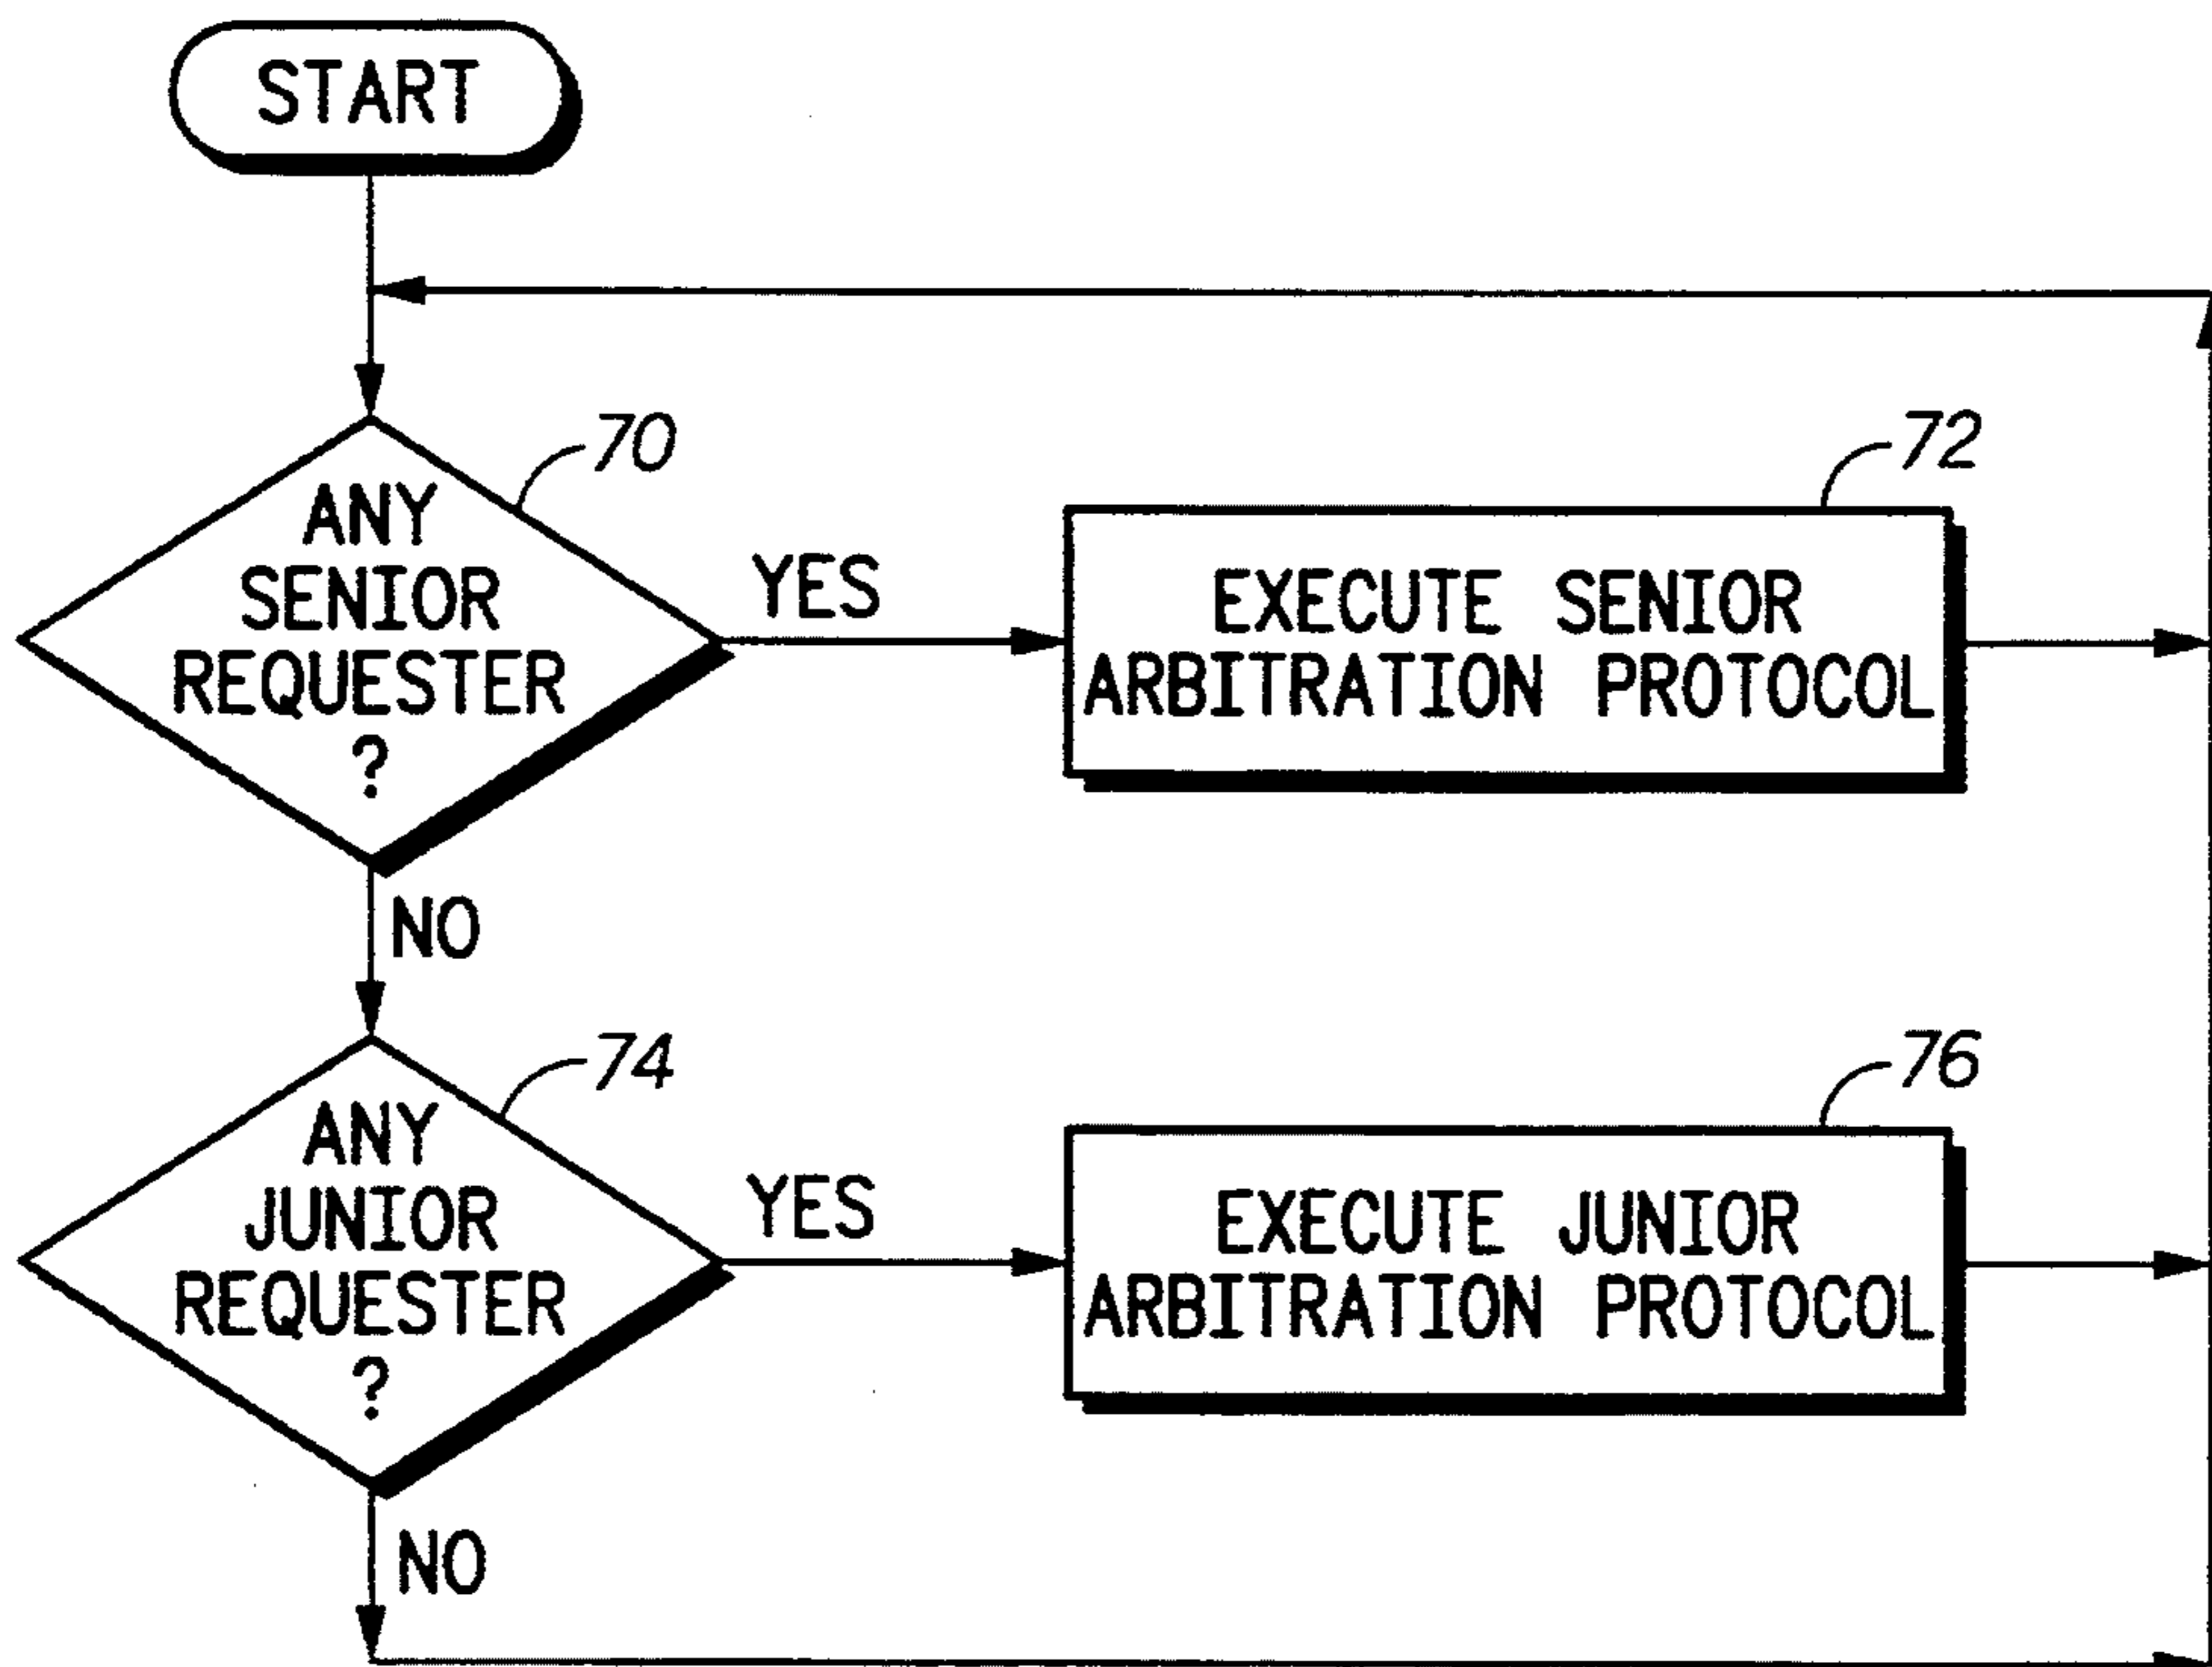 START
70
ANY
SENIOR
REQUESTER
?
YES
72
EXECUTE SENIOR
ARBITRATION PROTOCOL
NO
74
ANY
JUNIOR
REQUESTER
?
YES
76
EXECUTE JUNIOR
ARBITRATION PROTOCOL
NO